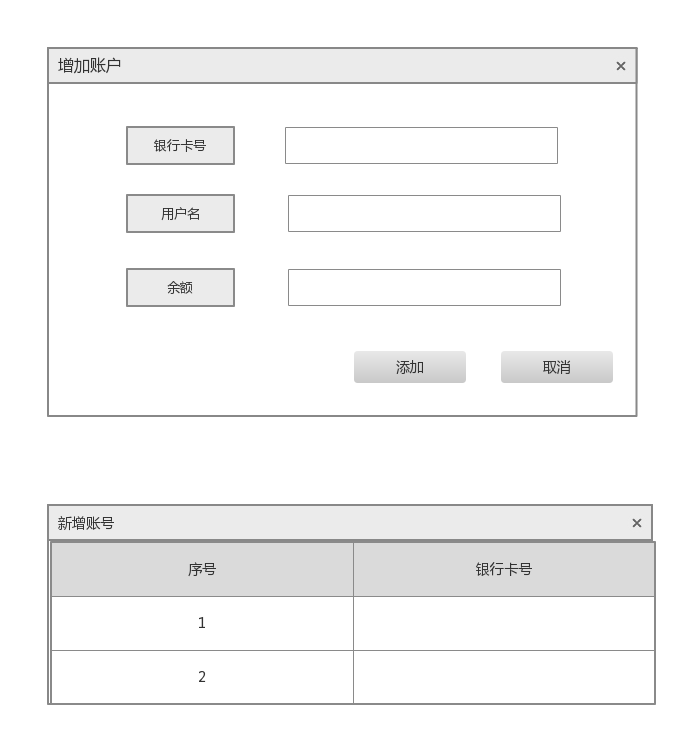 增加账户 ×
银行卡号
用户名
余额
添加 取消
新增账号 ×
序号 银行卡号
1
2